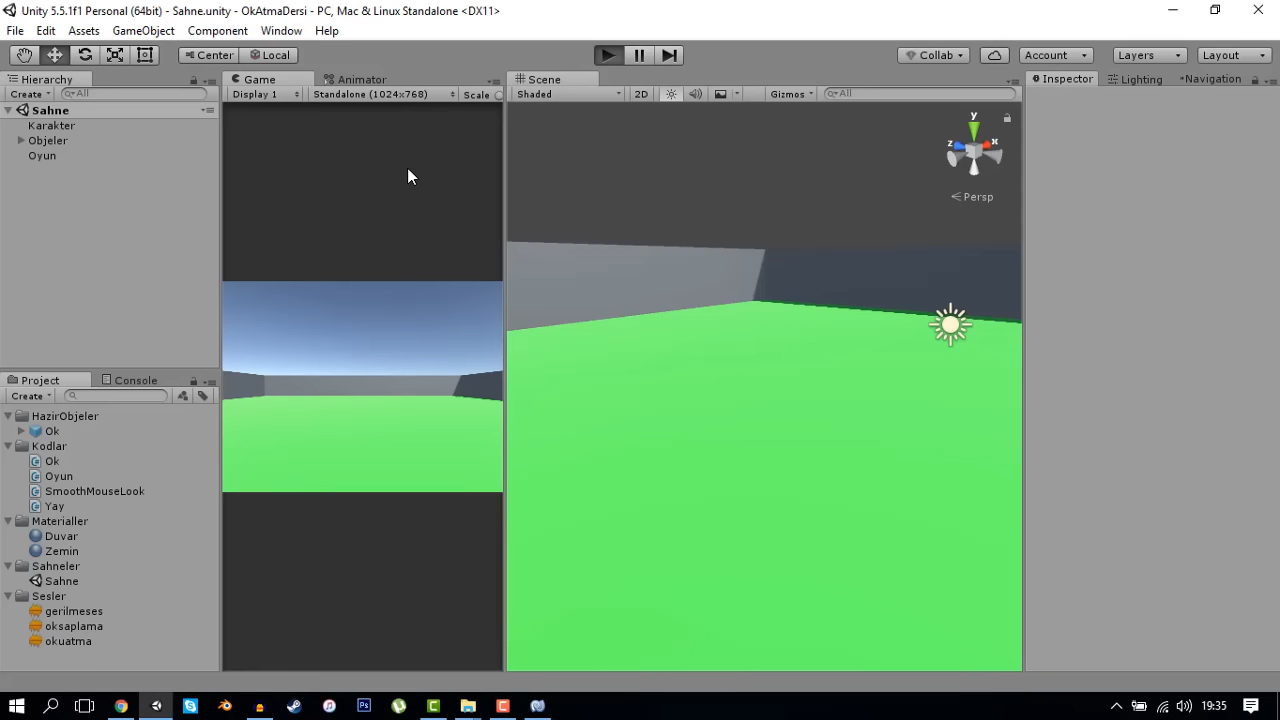 Unity 5.5.1f1 Personal (64bit) - Sahne.unity - OkAtmaDersi - PC, Mac & Linux Standalone <DX11>
File Edit Assets GameObject Component Window Help
Center Local Collab Account Layers Layout
Hierarchy Game Animator Scene Inspector Lighting Navigation
Create All Display 1 Standalone (1024x768) Scale Shaded 2D Gizmos All
Sahne
Karakter
Objeler
Oyun
y
z x
Persp
Project Console
Create
HazirObjeler
Ok
Kodlar
Ok
Oyun
SmoothMouseLook
Yay
Materialler
Duvar
Zemin
Sahneler
Sahne
Sesler
gerilmeses
oksaplama
okuatma
Ps
19:35